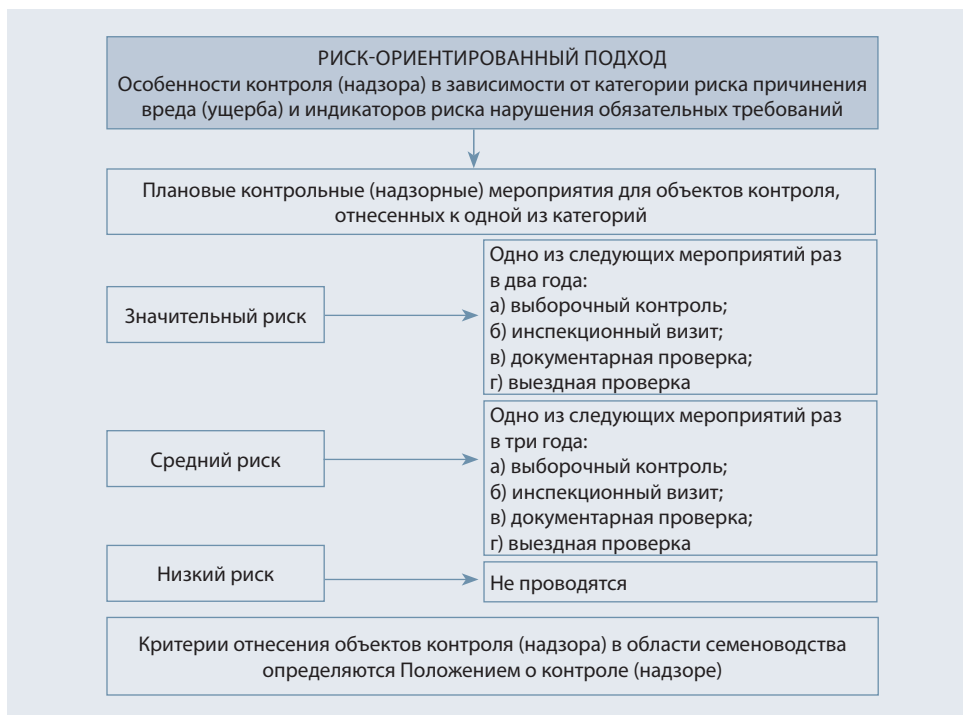 РИСК-ОРИЕНТИРОВАННЫЙ ПОДХОД
Особенности контроля (надзора) в зависимости от категории риска причинения
вреда (ущерба) и индикаторов риска нарушения обязательных требований
Плановые контрольные (надзорные) мероприятия для объектов контроля,
отнесенных к одной из категорий
Значительный риск
Одно из следующих мероприятий раз
в два года:
а) выборочный контроль;
б) инспекционный визит;
в) документарная проверка;
г) выездная проверка
Средний риск
Одно из следующих мероприятий раз
в три года:
а) выборочный контроль;
б) инспекционный визит;
в) документарная проверка;
г) выездная проверка
Низкий риск
Не проводятся
Критерии отнесения объектов контроля (надзора) в области семеноводства
определяются Положением о контроле (надзоре)